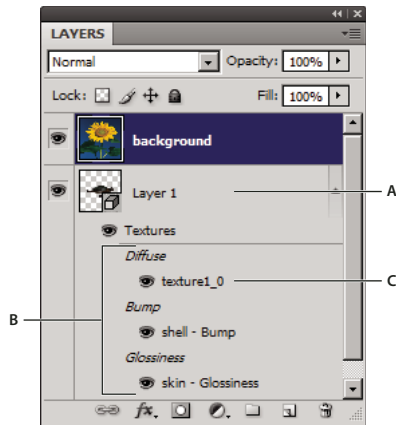 LAYERS
Normal Opacity: 100%
Lock: Fill: 100%
background
Layer 1
A
Textures
Diffuse
texture1_0
C
Bump
B
shell - Bump
Glossiness
skin - Glossiness
fx.